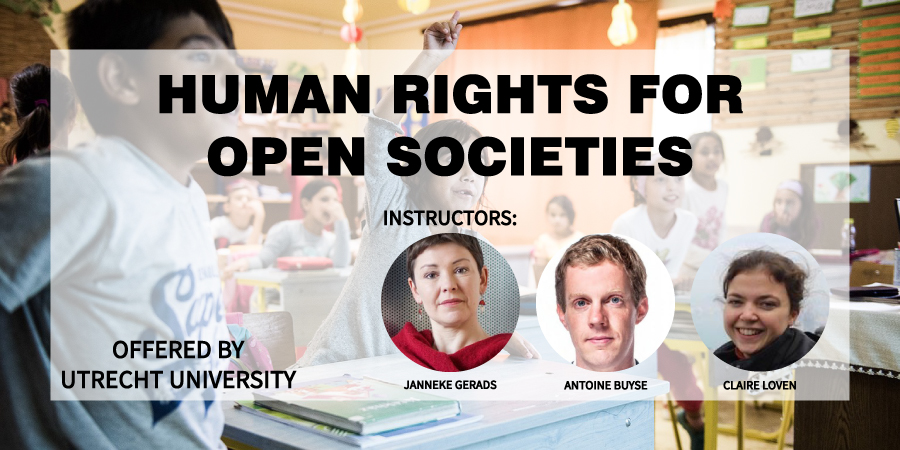 HUMAN RIGHTS FOR
OPEN SOCIETIES
INSTRUCTORS:
OFFERED BY
UTRECHT UNIVERSITY
JANNEKE GERADS
ANTOINE BUYSE
CLAIRE LOVEN